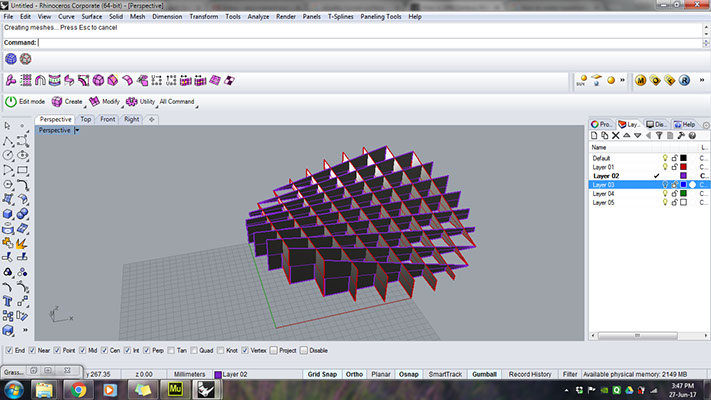 Untitled - Rhinoceros Corporate (64-bit) - [Perspective]
File Edit View Curve Surface Solid Mesh Dimension Transform Tools Analyze Render Panels T-Splines Paneling Tools Help
Creating meshes... Press Esc to cancel
Command:
Edit mode Create Modify Utility All Command
Perspective Top Front Right
Perspective
Pro.. Lay.. Dis.. Help
Name L...
Default C...
Layer 01 C...
Layer 02 C...
Layer 03 C...
Layer 04 C...
Layer 05 C...
z
x
End Near Point Mid Cen Int Perp Tan Quad Knot Vertex Project Disable
Grass... y 267.35 z 0.00 Millimeters Layer 02 Grid Snap Ortho Planar Osnap SmartTrack Gumball Record History Filter Available physical memory: 2149 MB
Mu
3:47 PM
27-Jun-17